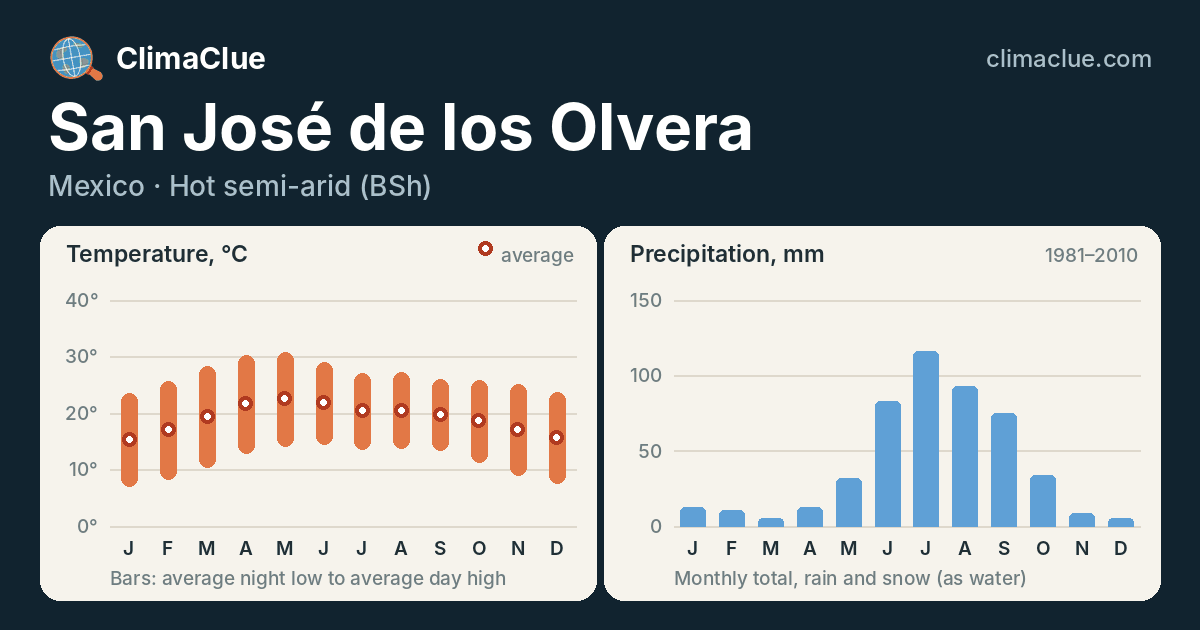 ClimaClue
climaclue.com
San José de los Olvera
Mexico · Hot semi-arid (BSh)
Temperature, °C
average
40°
30°
20°
10°
0°
J F M A M J J A S O N D
Bars: average night low to average day high
Precipitation, mm
1981–2010
150
100
50
0
J F M A M J J A S O N D
Monthly total, rain and snow (as water)